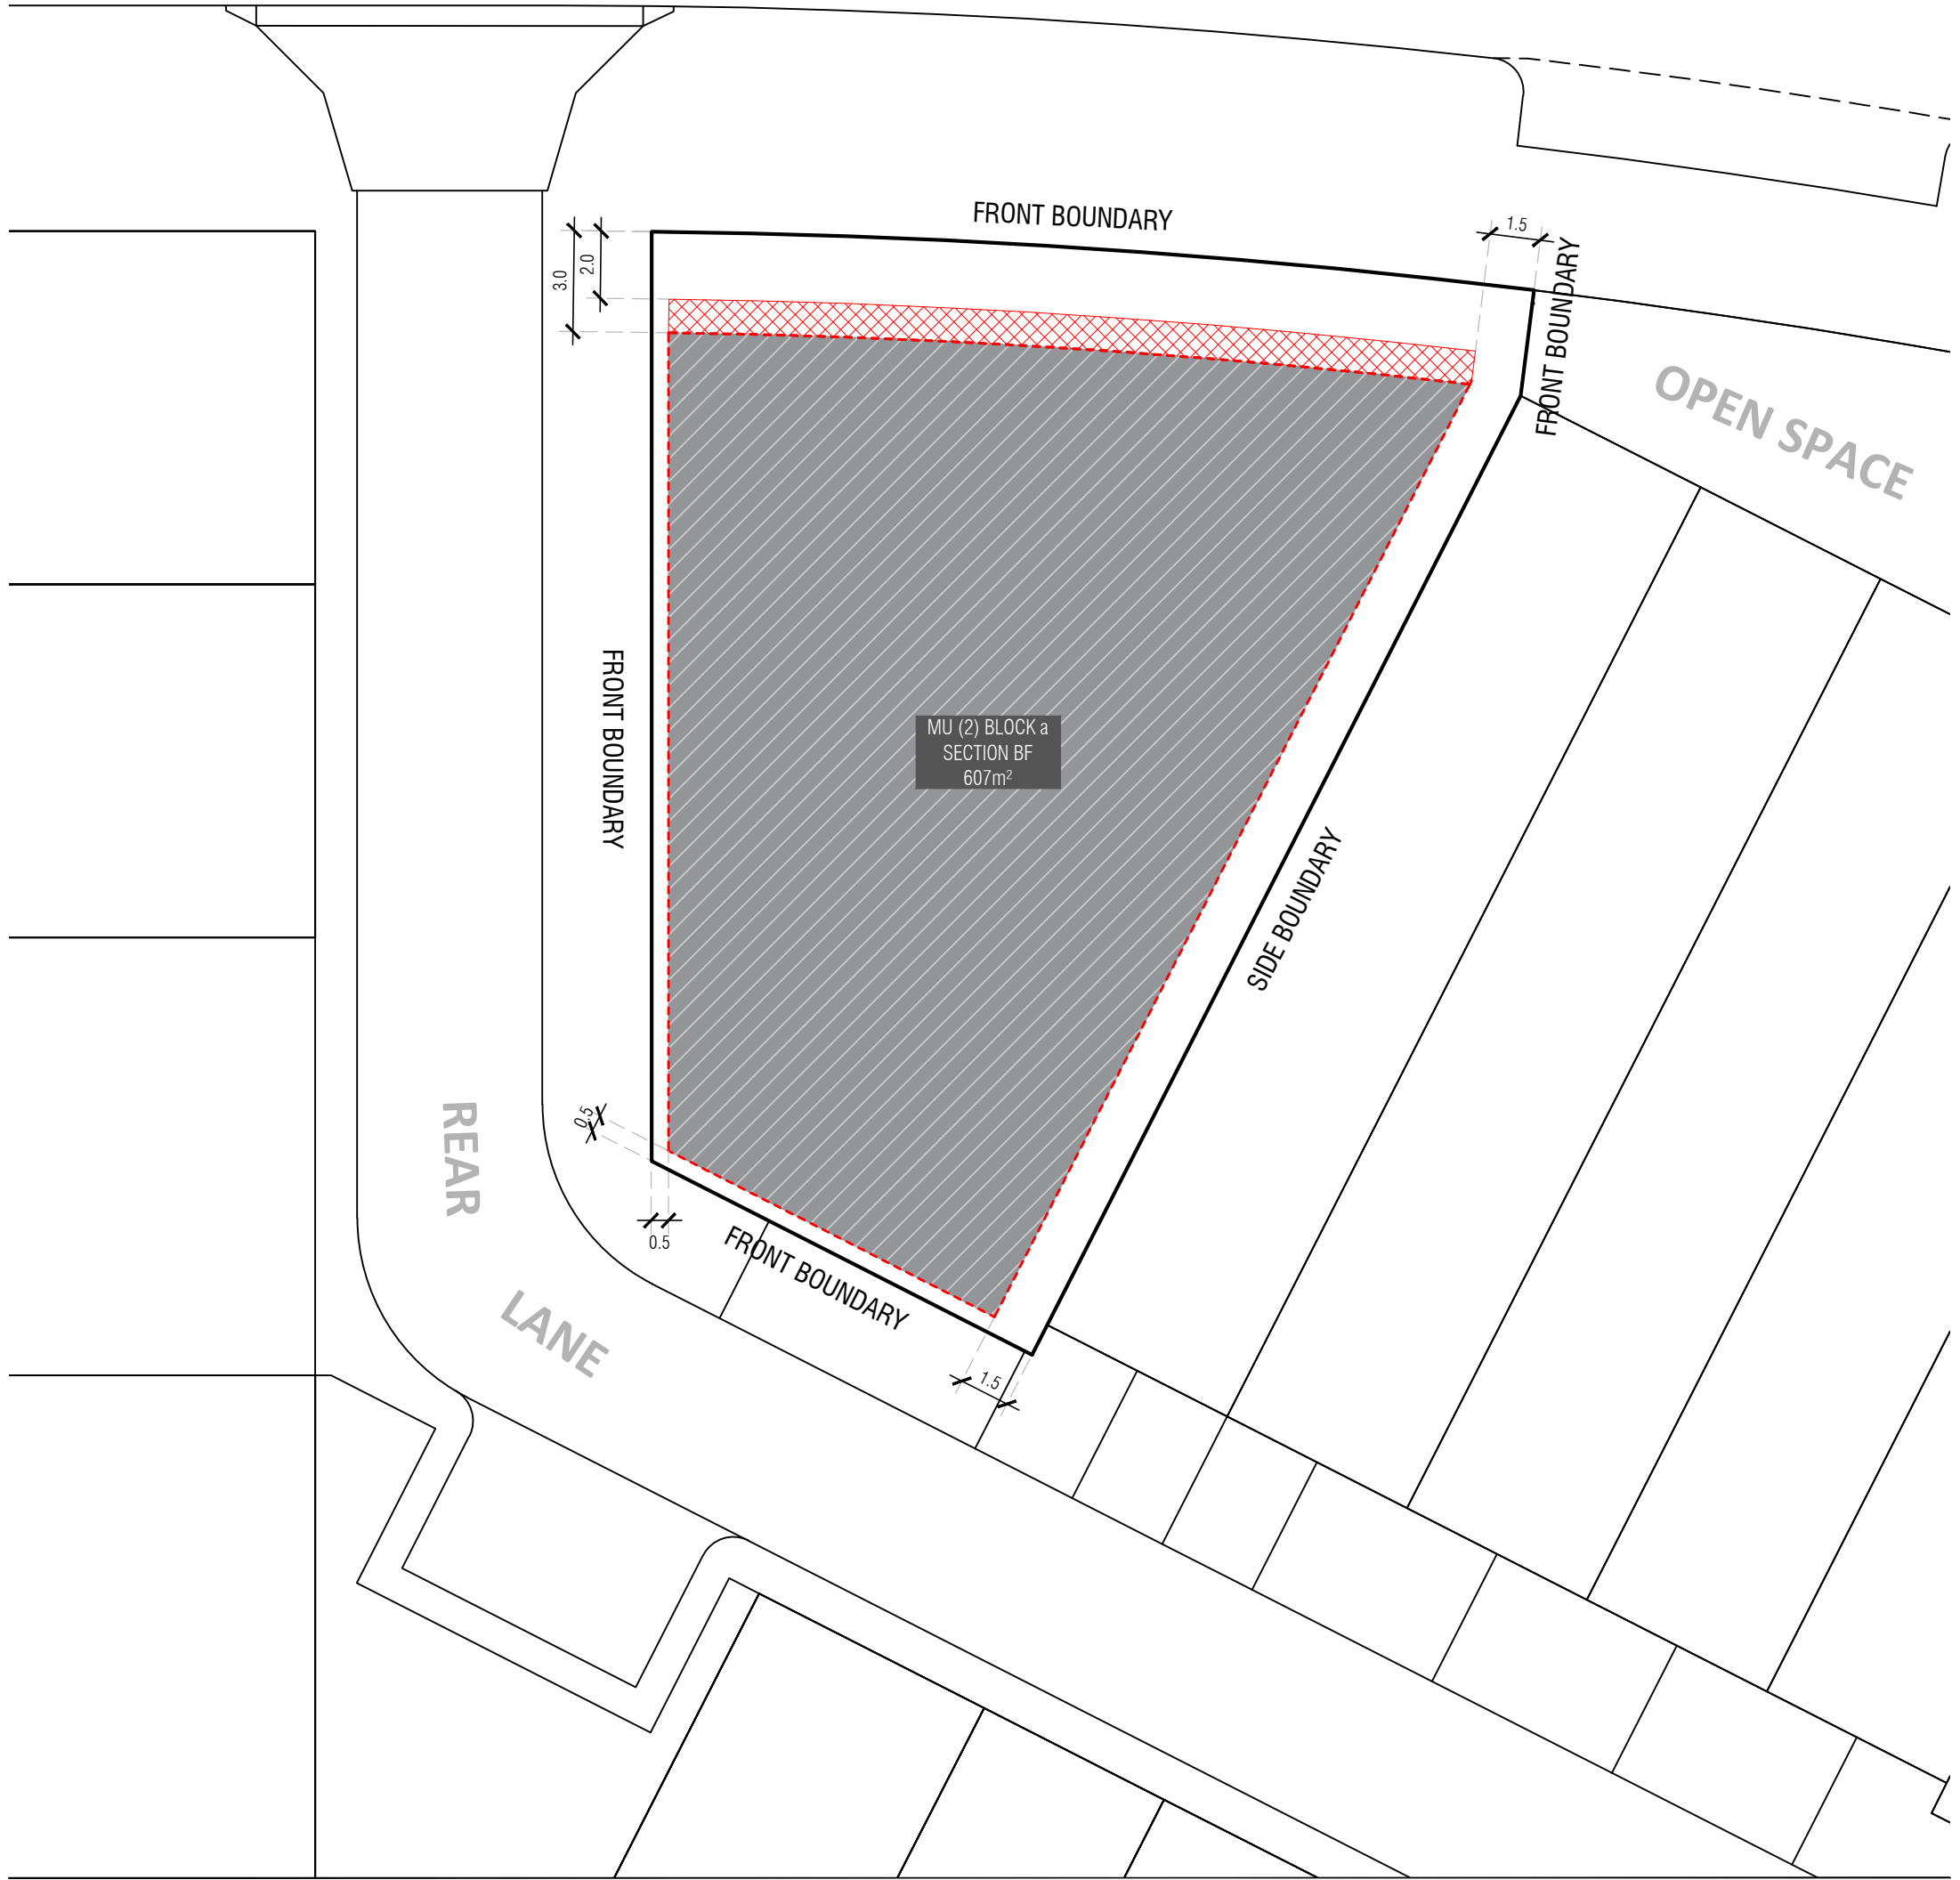 FRONT BOUNDARY
1.5
FRONT BOUNDARY
3.0
2.0
OPEN SPACE
FRONT BOUNDARY
MU (2) BLOCK a
SECTION BF
607m²
SIDE BOUNDARY
REAR
LANE
0.5
0.5
FRONT BOUNDARY
1.5